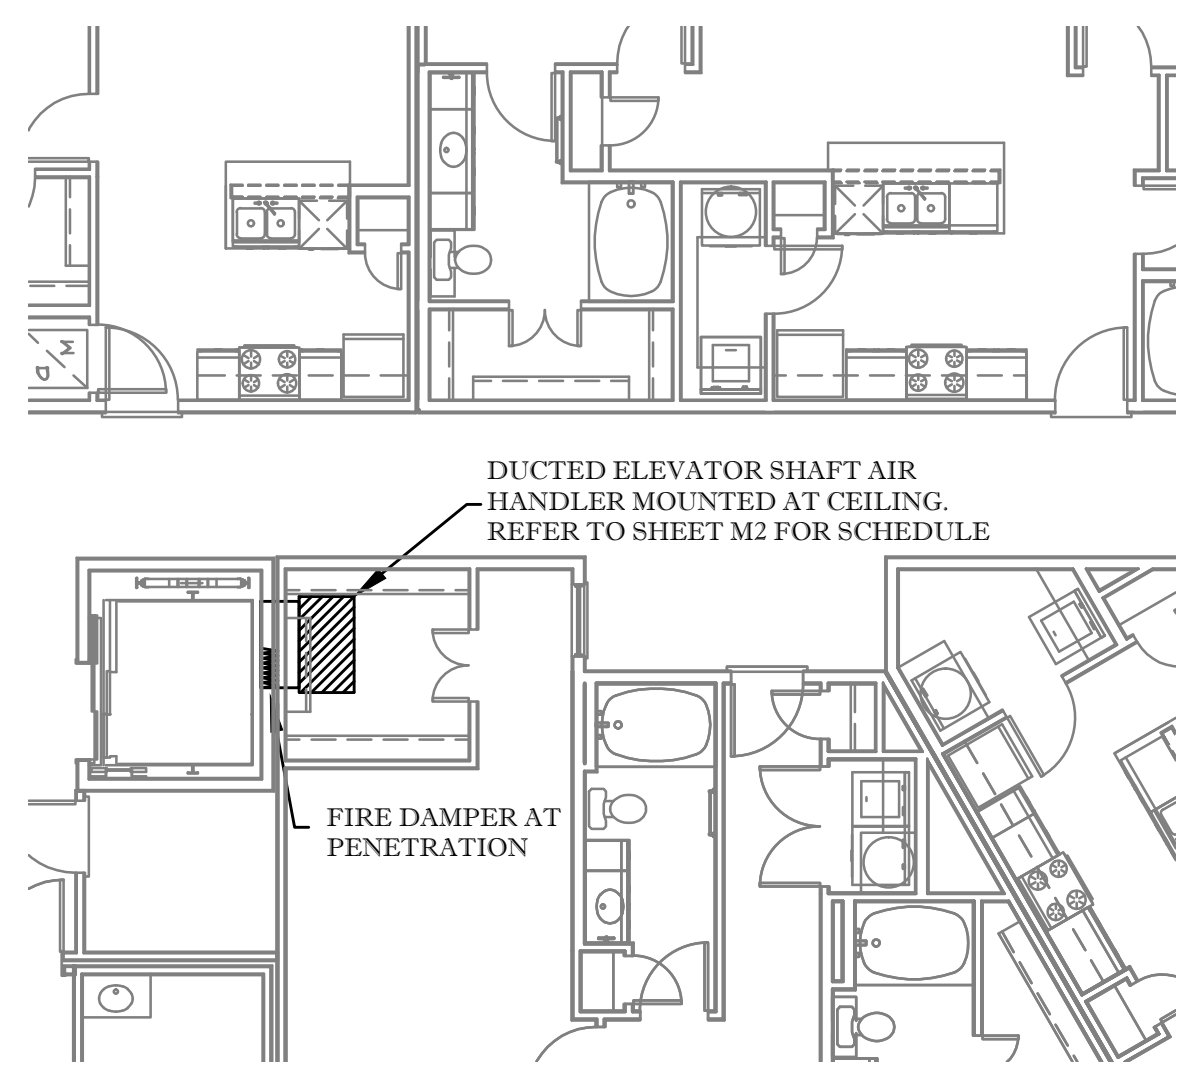 D/W
DUCTED ELEVATOR SHAFT AIR
HANDLER MOUNTED AT CEILING.
REFER TO SHEET M2 FOR SCHEDULE
FIRE DAMPER AT
PENETRATION